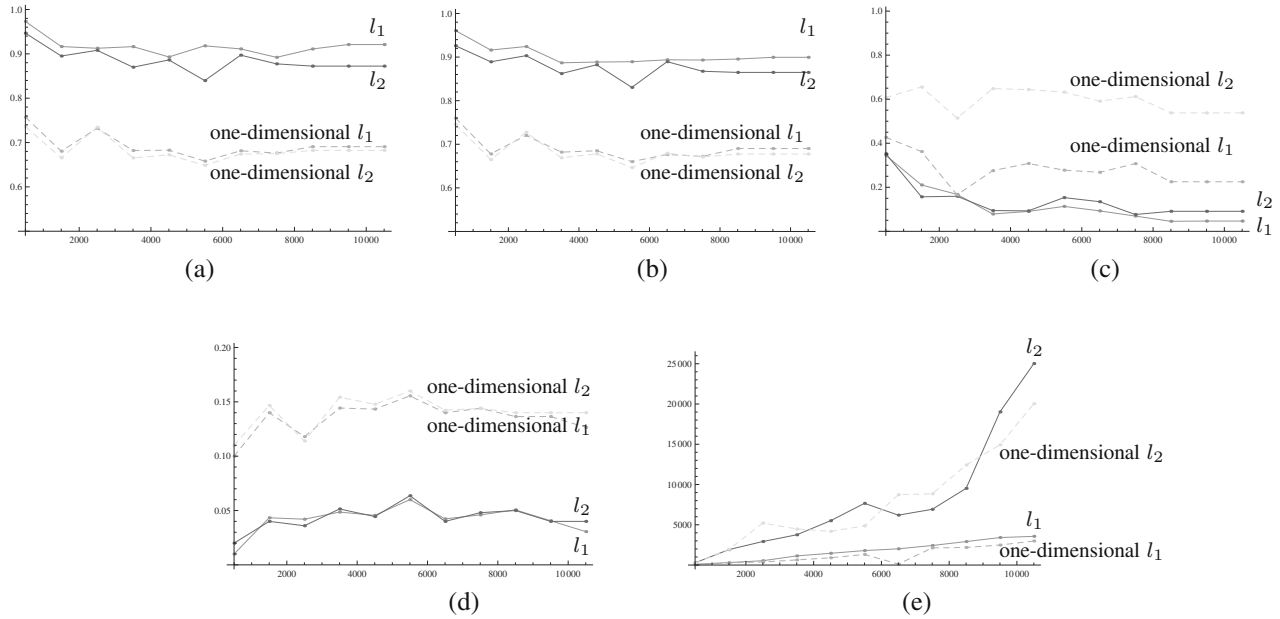 1.0
0.9
0.8
0.7
0.6
2000
4000
6000
8000
10000
l1
l2
one-dimensional l1
one-dimensional l2
(a)
1.0
0.9
0.8
0.7
0.6
2000
4000
6000
8000
10000
l1
l2
one-dimensional l1
one-dimensional l2
(b)
1.0
0.8
0.6
0.4
0.2
2000
4000
6000
8000
10000
one-dimensional l2
one-dimensional l1
l2
l1
(c)
0.20
0.15
0.10
0.05
2000
4000
6000
8000
10000
one-dimensional l2
one-dimensional l1
l2
l1
(d)
25000
20000
15000
10000
5000
2000
4000
6000
8000
10000
l2
one-dimensional l2
l1
one-dimensional l1
(e)